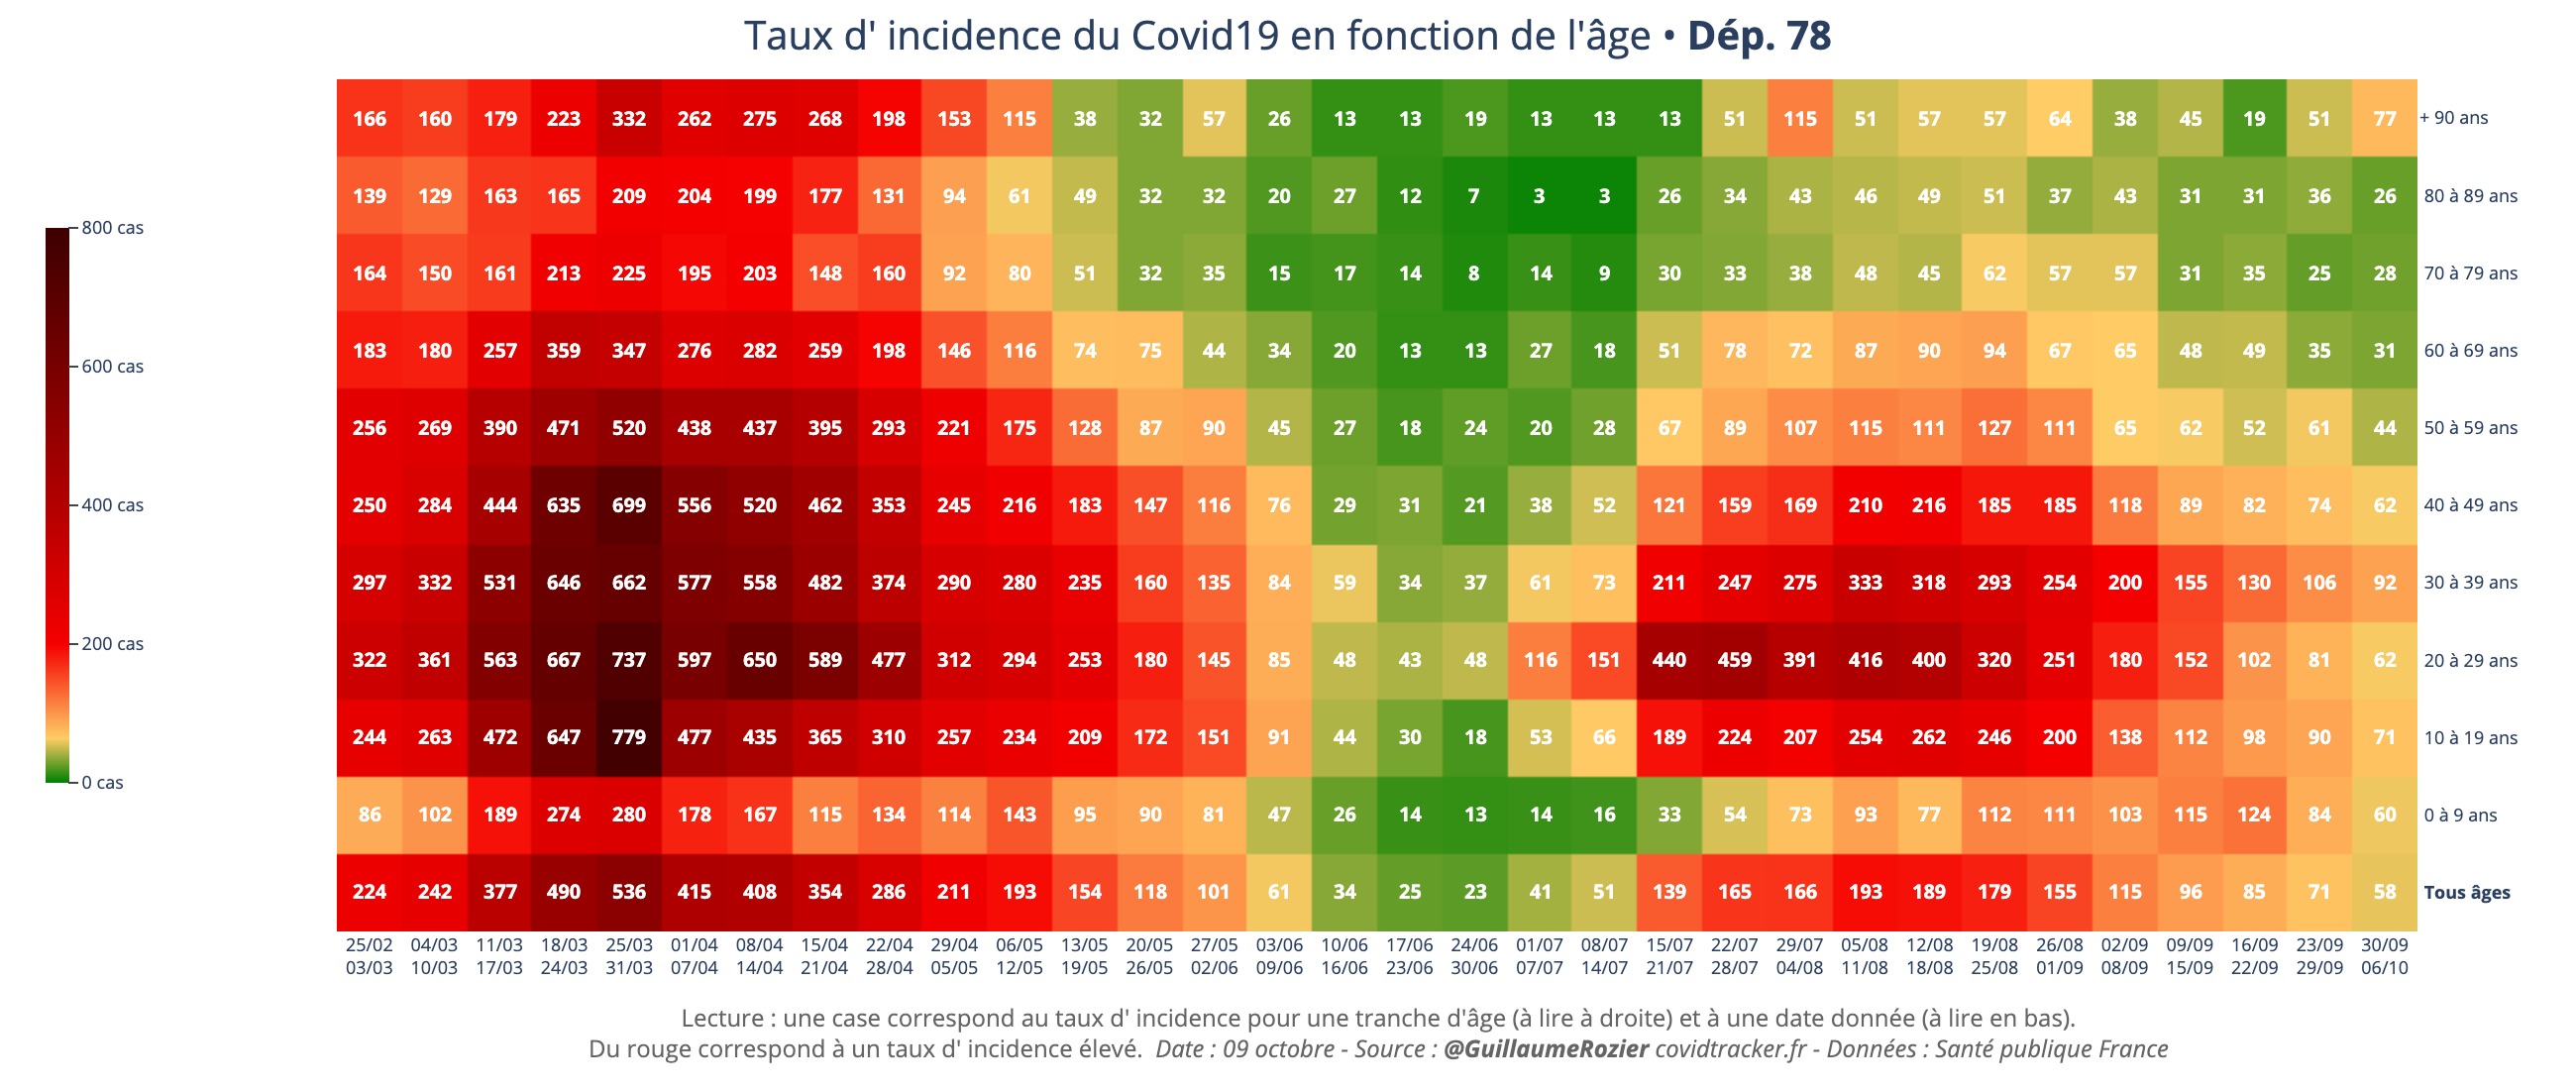 Taux d' incidence du Covid19 en fonction de l'âge • Dép. 78
800 cas
600 cas
400 cas
200 cas
0 cas
166 160 179 223 332 262 275 268 198 153 115 38 32 57 26 13 13 19 13 13 13 51 115 51 57 57 64 38 45 19 51 77 + 90 ans
139 129 163 165 209 204 199 177 131 94 61 49 32 32 20 27 12 7 3 3 26 34 43 46 49 51 37 43 31 31 36 26 80 à 89 ans
164 150 161 213 225 195 203 148 160 92 80 51 32 35 15 17 14 8 14 9 30 33 38 48 45 62 57 57 31 35 25 28 70 à 79 ans
183 180 257 359 347 276 282 259 198 146 116 74 75 44 34 20 13 13 27 18 51 78 72 87 90 94 67 65 48 49 35 31 60 à 69 ans
256 269 390 471 520 438 437 395 293 221 175 128 87 90 45 27 18 24 20 28 67 89 107 115 111 127 111 65 62 52 61 44 50 à 59 ans
250 284 444 635 699 556 520 462 353 245 216 183 147 116 76 29 31 21 38 52 121 159 169 210 216 185 185 118 89 82 74 62 40 à 49 ans
297 332 531 646 662 577 558 482 374 290 280 235 160 135 84 59 34 37 61 73 211 247 275 333 318 293 254 200 155 130 106 92 30 à 39 ans
322 361 563 667 737 597 650 589 477 312 294 253 180 145 85 48 43 48 116 151 440 459 391 416 400 320 251 180 152 102 81 62 20 à 29 ans
244 263 472 647 779 477 435 365 310 257 234 209 172 151 91 44 30 18 53 66 189 224 207 254 262 246 200 138 112 98 90 71 10 à 19 ans
86 102 189 274 280 178 167 115 134 114 143 95 90 81 47 26 14 13 14 16 33 54 73 93 77 112 111 103 115 124 84 60 0 à 9 ans
224 242 377 490 536 415 408 354 286 211 193 154 118 101 61 34 25 23 41 51 139 165 166 193 189 179 155 115 96 85 71 58 Tous âges
25/02 04/03 11/03 18/03 25/03 01/04 08/04 15/04 22/04 29/04 06/05 13/05 20/05 27/05 03/06 10/06 17/06 24/06 01/07 08/07 15/07 22/07 29/07 05/08 12/08 19/08 26/08 02/09 09/09 16/09 23/09 30/09
03/03 10/03 17/03 24/03 31/03 07/04 14/04 21/04 28/04 05/05 12/05 19/05 26/05 02/06 09/06 16/06 23/06 30/06 07/07 14/07 21/07 28/07 04/08 11/08 18/08 25/08 01/09 08/09 15/09 22/09 29/09 06/10
Lecture : une case correspond au taux d' incidence pour une tranche d'âge (à lire à droite) et à une date donnée (à lire en bas).
Du rouge correspond à un taux d' incidence élevé. Date : 09 octobre - Source : @GuillaumeRozier covidtracker.fr - Données : Santé publique France